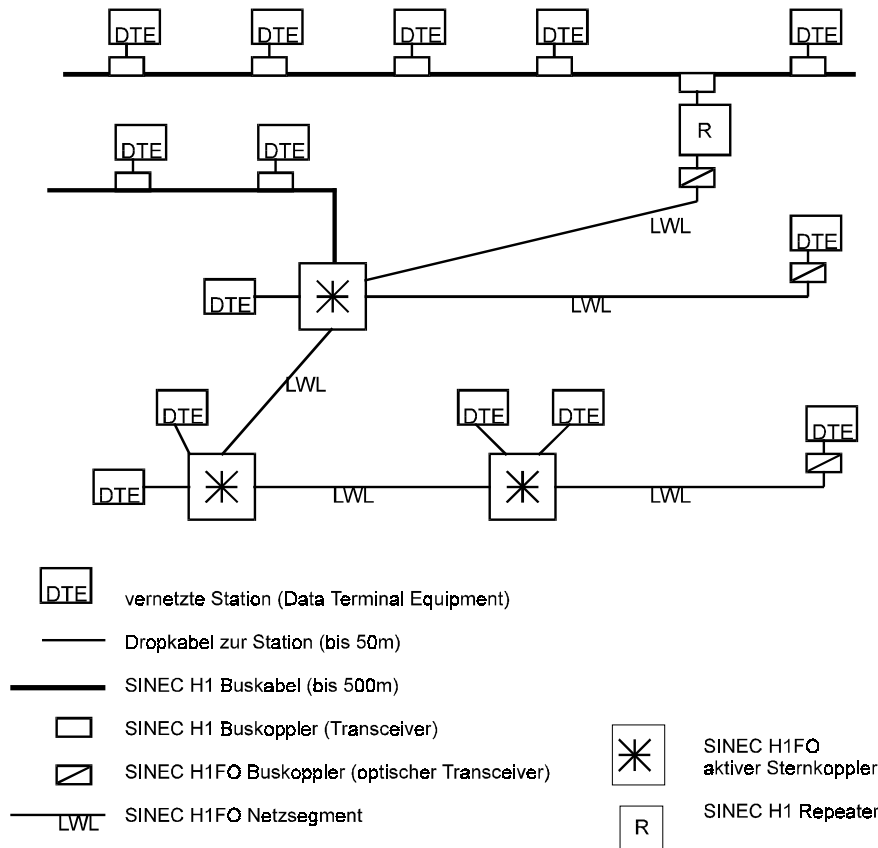 DTE DTE DTE DTE DTE
R
DTE DTE
LWL
DTE
DTE
LWL
LWL
DTE DTE DTE
DTE
DTE
LWL LWL
DTE vernetzte Station (Data Terminal Equipment)
Dropkabel zur Station (bis 50m)
SINEC H1 Buskabel (bis 500m)
SINEC H1 Buskoppler (Transceiver)
SINEC H1FO Buskoppler (optischer Transceiver)
LWL SINEC H1FO Netzsegment
SINEC H1FO
aktiver Sternkoppler
R SINEC H1 Repeater